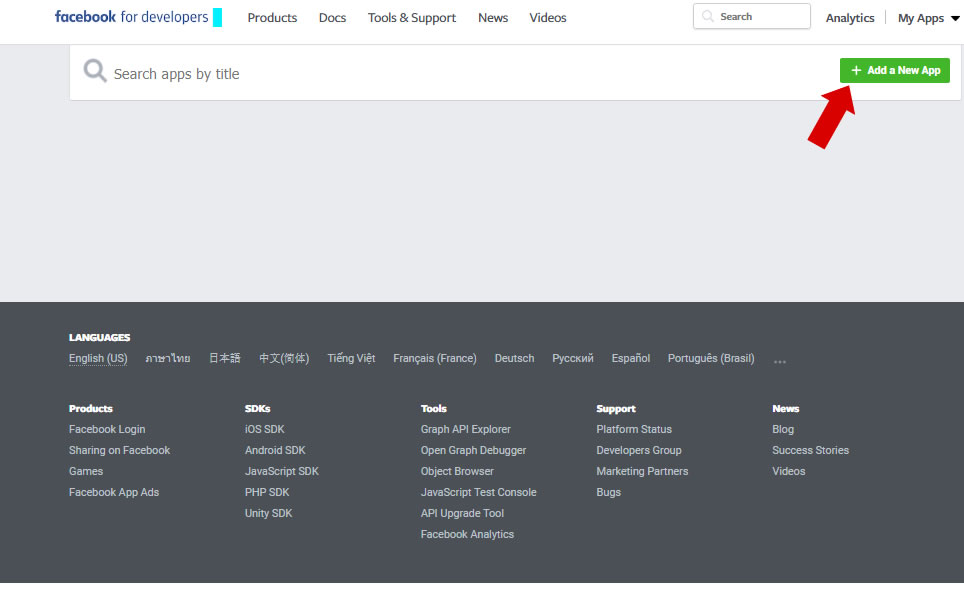 facebook for developers Products Docs Tools & Support News Videos Search Analytics My Apps
Search apps by title + Add a New App
LANGUAGES
English (US) ภาษาไทย 日本語 中文(简体) Tiếng Việt Français (France) Deutsch Русский Español Português (Brasil) ...
Products SDKs Tools Support News
Facebook Login iOS SDK Graph API Explorer Platform Status Blog
Sharing on Facebook Android SDK Open Graph Debugger Developers Group Success Stories
Games JavaScript SDK Object Browser Marketing Partners Videos
Facebook App Ads PHP SDK JavaScript Test Console Bugs
Unity SDK API Upgrade Tool
Facebook Analytics